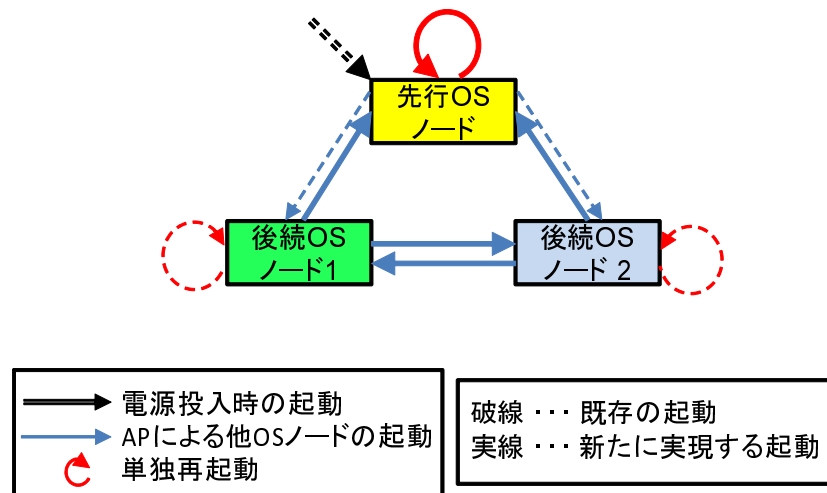 先行OS
ノード
後続OS
ノード1
後続OS
ノード 2
電源投入時の起動
APによる他OSノードの起動
単独再起動
破線 ･･･ 既存の起動
実線 ･･･ 新たに実現する起動